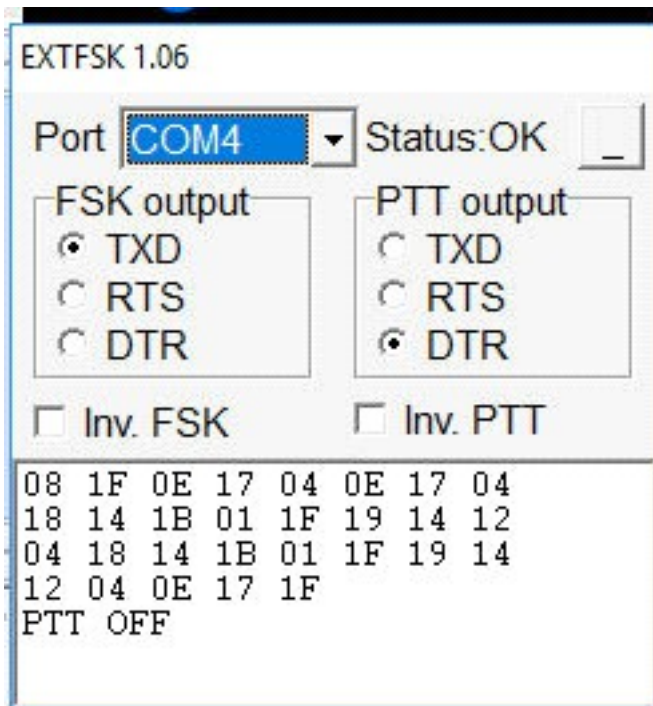 EXTFSK 1.06
Port COM4 Status:OK _
FSK output PTT output
TXD TXD
RTS RTS
DTR DTR
Inv. FSK Inv. PTT
08 1F 0E 17 04 0E 17 04
18 14 1B 01 1F 19 14 12
04 18 14 1B 01 1F 19 14
12 04 0E 17 1F
PTT OFF